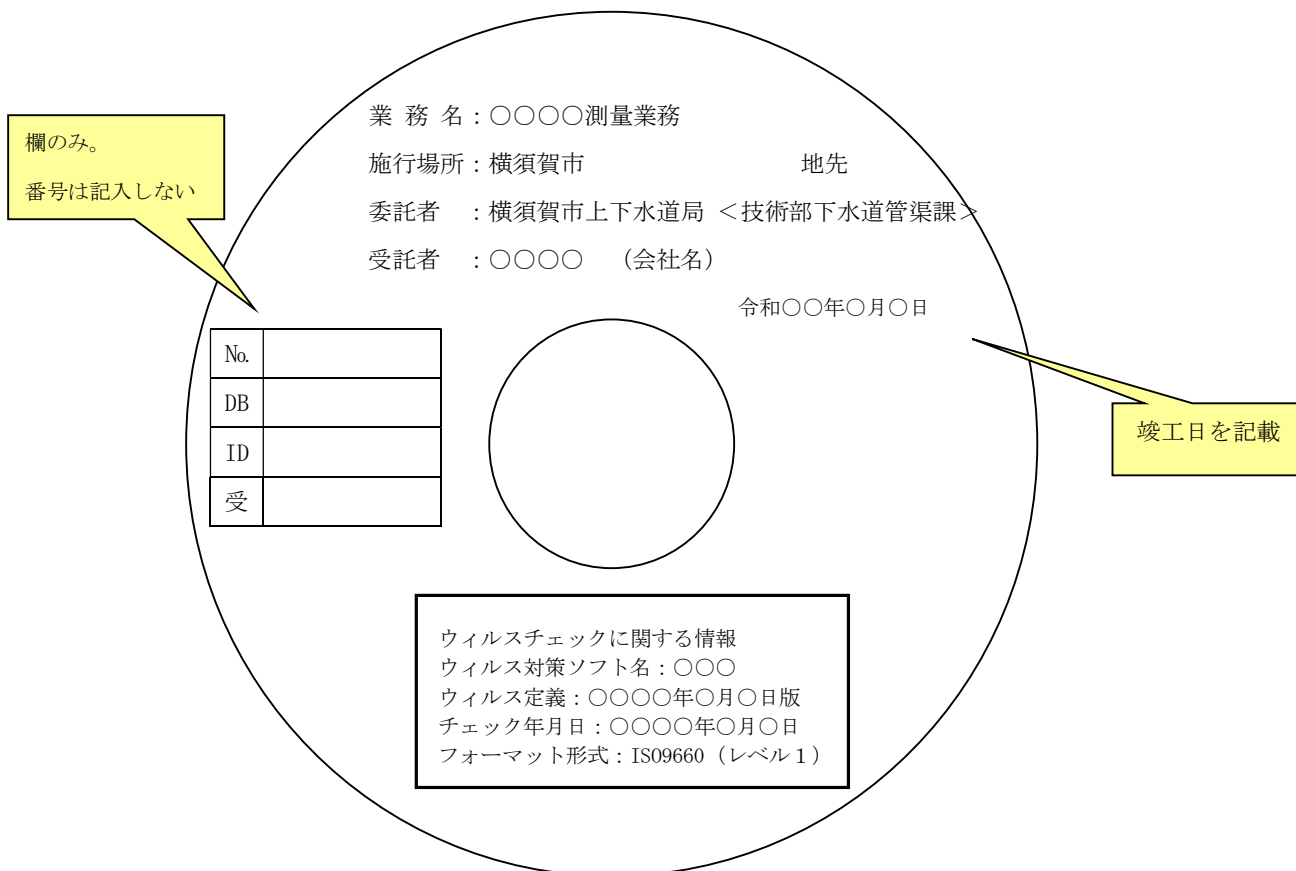 業 務 名：○○○○測量業務
施行場所：横須賀市　　　　　　　地先
委託者　：横須賀市上下水道局 ＜技術部下水道管渠課＞
受託者　：○○○○　（会社名）
令和○○年○月○日
欄のみ。
番号は記入しない
№
DB
ID
受
竣工日を記載
ウィルスチェックに関する情報
ウィルス対策ソフト名：○○○
ウィルス定義：○○○○年○月○日版
チェック年月日：○○○○年○月○日
フォーマット形式：ISO9660（レベル１）